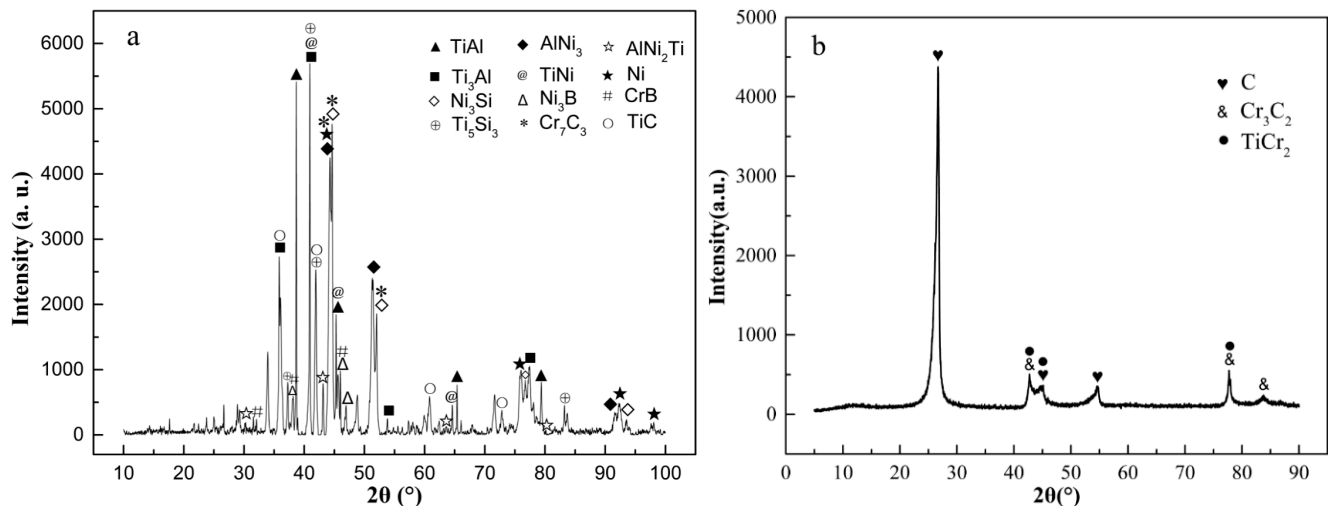 a
TiAl AlNi3 AlNi2Ti
Ti3Al TiNi Ni
Ni3Si Ni3B CrB
Ti5Si3 Cr7C3 TiC
Intensity (a. u.)
6000
5000
4000
3000
2000
1000
0
10 20 30 40 50 60 70 80 90 100
2θ (°)
b
C
& Cr3C2
TiCr2
Intensity(a.u.)
5000
4000
3000
2000
1000
0
5 10 20 30 40 50 60 70 80 90
2θ(°)